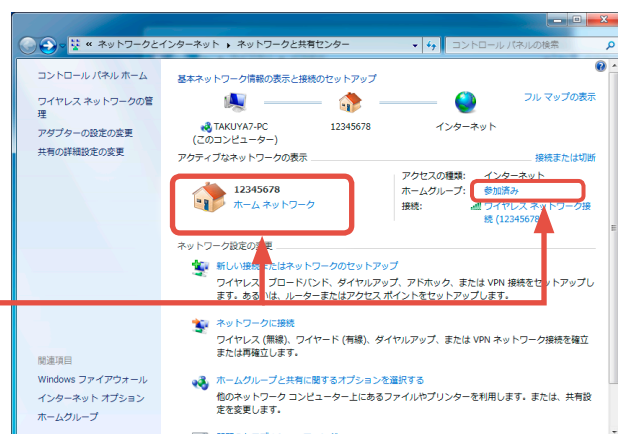 « ネットワークとインターネット ▸ ネットワークと共有センター
コントロール パネルの検索
コントロール パネル ホーム
ワイヤレス ネットワークの管
理
アダプターの設定の変更
共有の詳細設定の変更
基本ネットワーク情報の表示と接続のセットアップ
フル マップの表示
TAKUYA7-PC
(このコンピューター)
12345678
インターネット
アクティブなネットワークの表示
接続または切断
12345678
ホーム ネットワーク
アクセスの種類: インターネット
ホームグループ: 参加済み
接続: ワイヤレス ネットワーク接
続 (12345678
ネットワーク設定の変更
新しい接続またはネットワークのセットアップ
ワイヤレス、ブロードバンド、ダイヤルアップ、アドホック、または VPN 接続をセットアップし
ます。あるいは、ルーターまたはアクセス ポイントをセットアップします。
ネットワークに接続
ワイヤレス (無線)、ワイヤード (有線)、ダイヤルアップ、または VPN ネットワーク接続を確立
または再確立します。
ホームグループと共有に関するオプションを選択する
他のネットワーク コンピューター上にあるファイルやプリンターを利用します。または、共有設
定を変更します。
関連項目
Windows ファイアウォール
インターネット オプション
ホームグループ